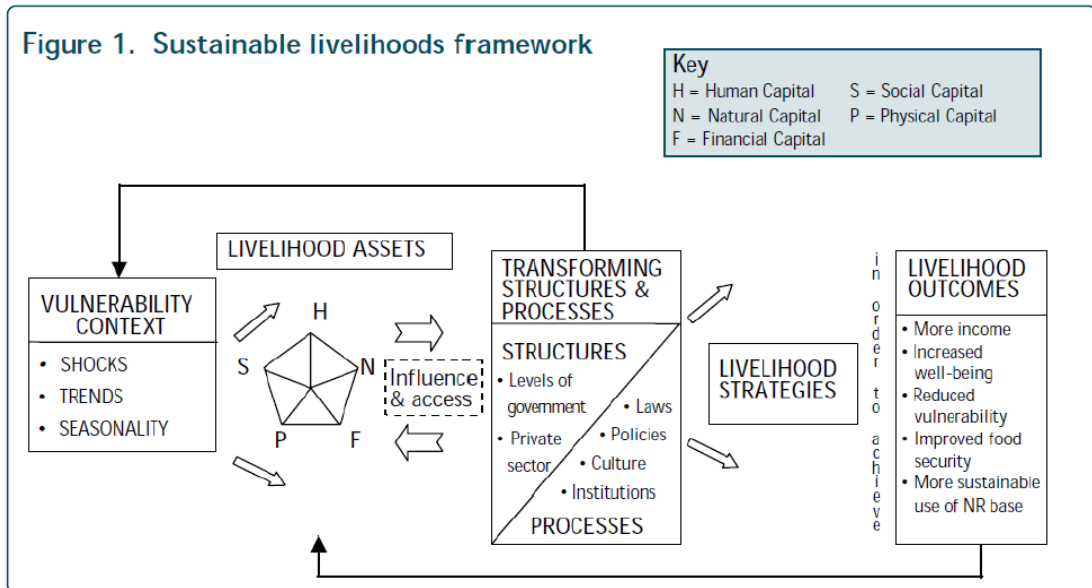 Figure 1. Sustainable livelihoods framework
Key
H = Human Capital S = Social Capital
N = Natural Capital P = Physical Capital
F = Financial Capital
VULNERABILITY
CONTEXT
• SHOCKS
• TRENDS
• SEASONALITY
LIVELIHOOD ASSETS
H
S
N
P
F
Influence
& access
TRANSFORMING
STRUCTURES &
PROCESSES
STRUCTURES
• Levels of
government
• Private
sector
• Laws
• Policies
• Culture
• Institutions
PROCESSES
LIVELIHOOD
STRATEGIES
in order to achieve
LIVELIHOOD
OUTCOMES
• More income
• Increased
well-being
• Reduced
vulnerability
• Improved food
security
• More sustainable
use of NR base